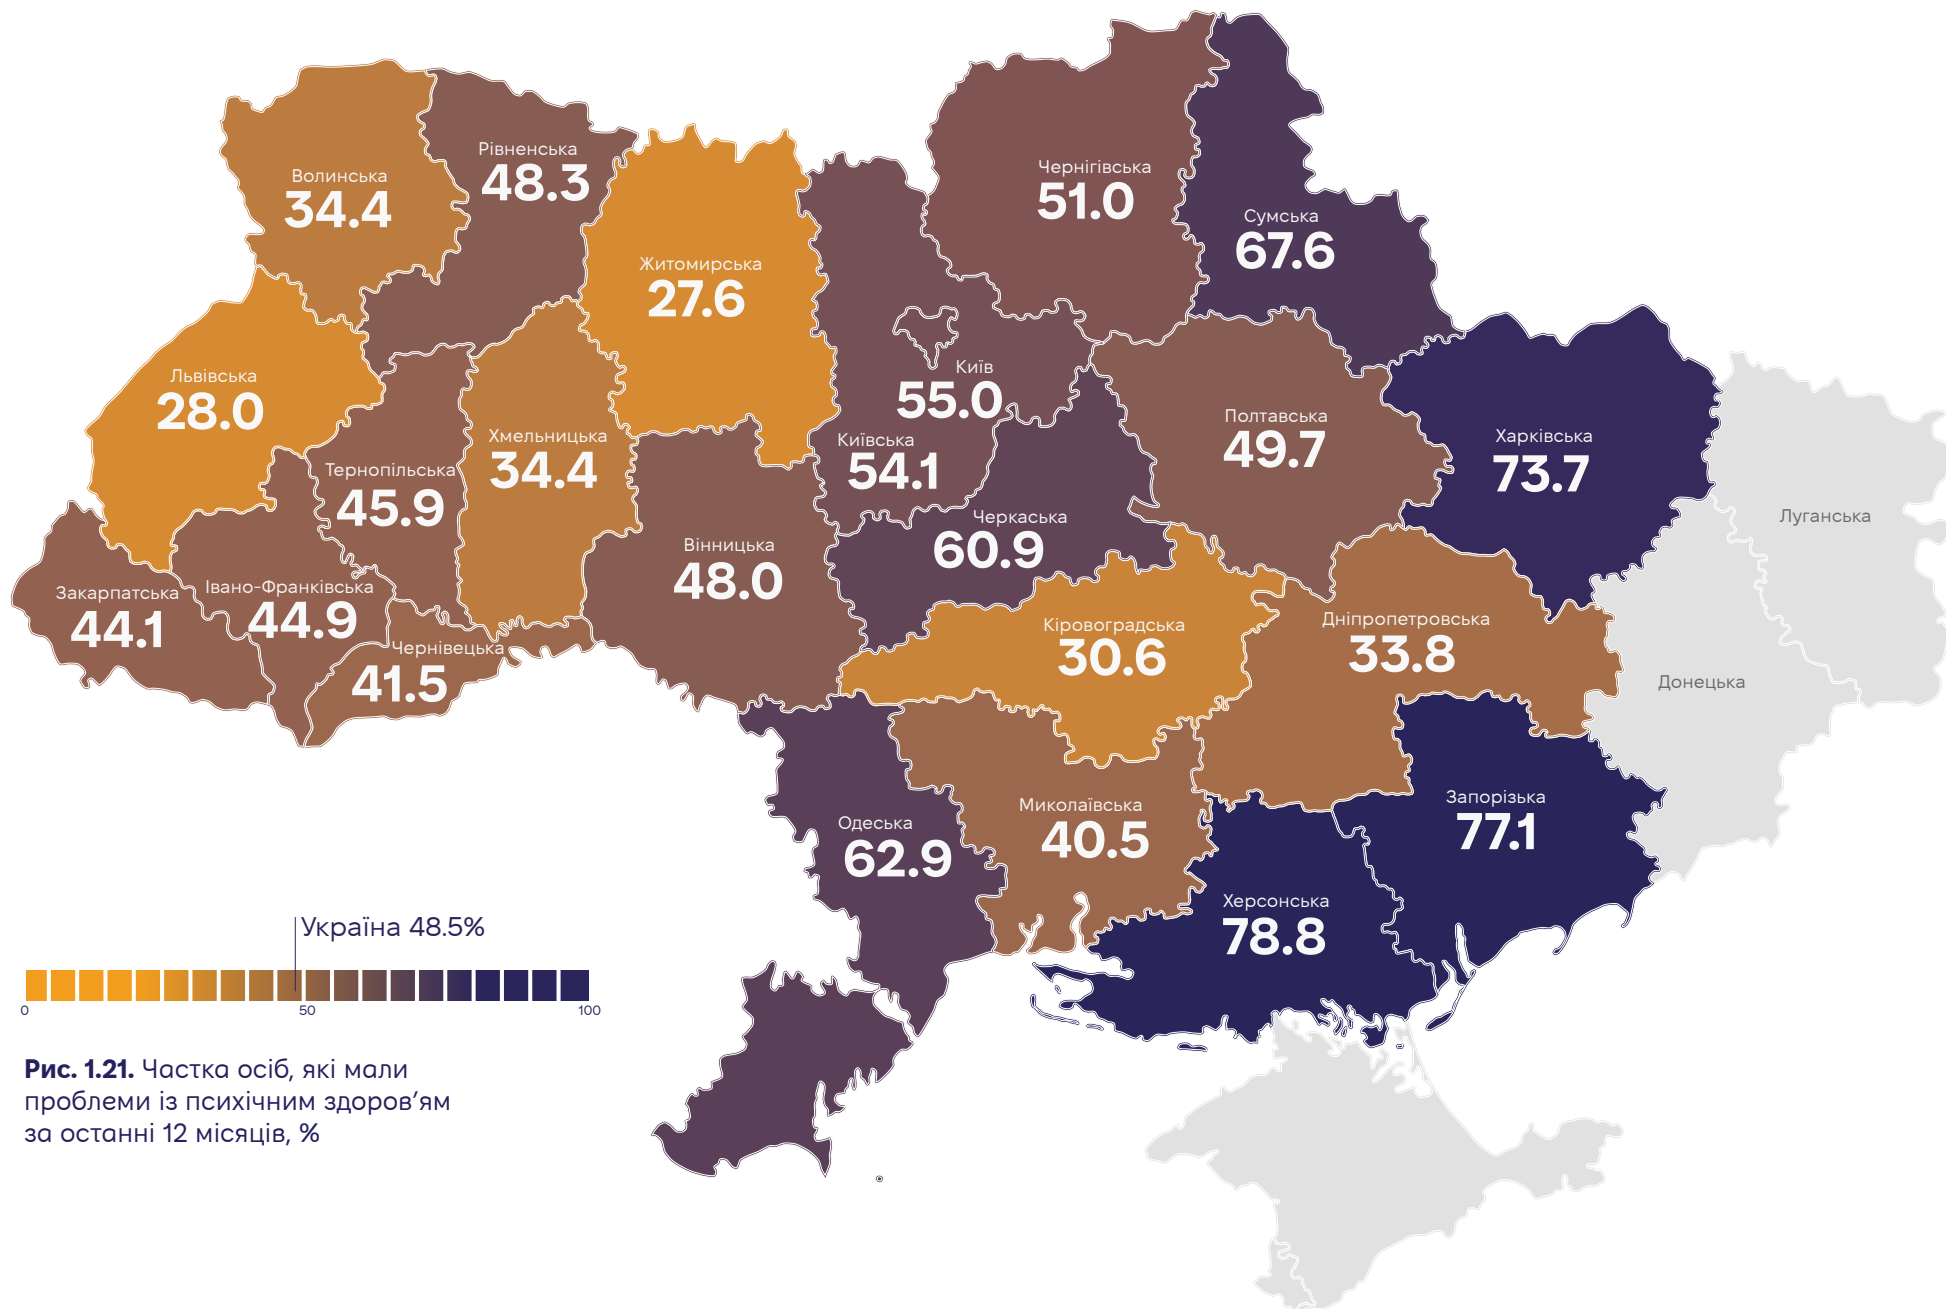 Волинська
34.4
Рівненська
48.3
Житомирська
27.6
Чернігівська
51.0
Сумська
67.6
Львівська
28.0
Тернопільська
45.9
Хмельницька
34.4
Київ
55.0
Київська
54.1
Полтавська
49.7
Харківська
73.7
Луганська
Черкаська
60.9
Вінницька
48.0
Закарпатська
44.1
Івано-Франківська
44.9
Чернівецька
41.5
Кіровоградська
30.6
Дніпропетровська
33.8
Донецька
Одеська
62.9
Миколаївська
40.5
Запорізька
77.1
Херсонська
78.8
Україна 48.5%
0 50 100
Рис. 1.21. Частка осіб, які мали
проблеми із психічним здоров’ям
за останні 12 місяців, %